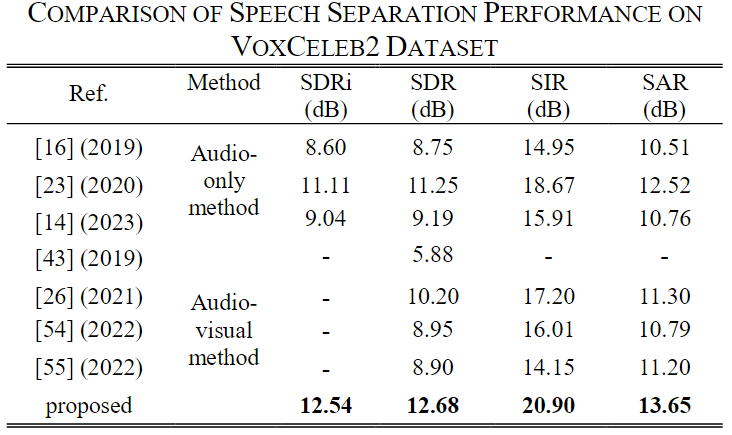 COMPARISON OF SPEECH SEPARATION PERFORMANCE ON
VOXCELEB2 DATASET
Ref. Method SDRi (dB) SDR (dB) SIR (dB) SAR (dB)
[16] (2019) Audio-only method 8.60 8.75 14.95 10.51
[23] (2020) 11.11 11.25 18.67 12.52
[14] (2023) 9.04 9.19 15.91 10.76
[43] (2019) Audio-visual method - 5.88 - -
[26] (2021) - 10.20 17.20 11.30
[54] (2022) - 8.95 16.01 10.79
[55] (2022) - 8.90 14.15 11.20
proposed 12.54 12.68 20.90 13.65